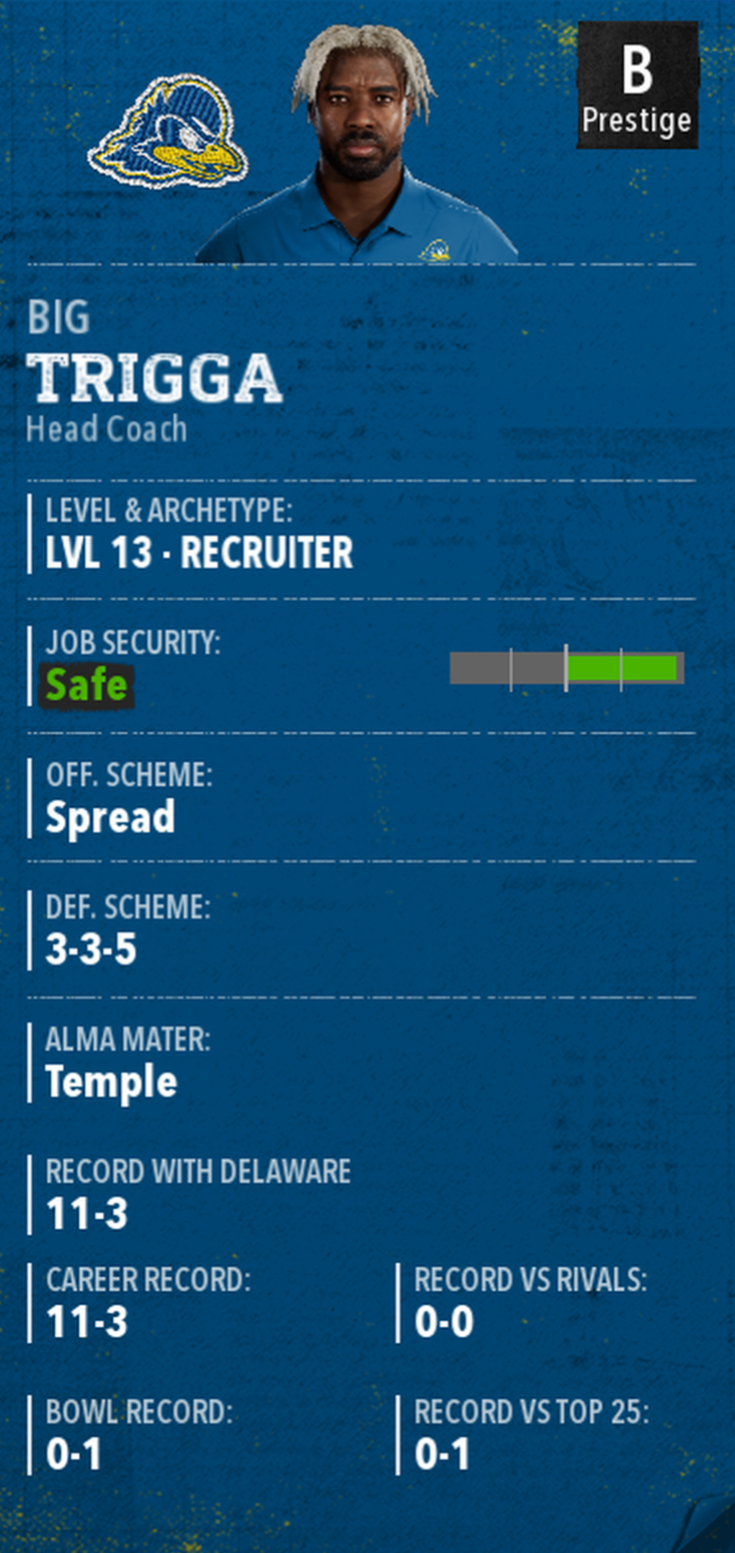 B
Prestige
BIG
TRIGGA
Head Coach
LEVEL & ARCHETYPE:
LVL 13 · RECRUITER
JOB SECURITY:
Safe
OFF. SCHEME:
Spread
DEF. SCHEME:
3-3-5
ALMA MATER:
Temple
RECORD WITH DELAWARE
11-3
CAREER RECORD:
11-3
RECORD VS RIVALS:
0-0
BOWL RECORD:
0-1
RECORD VS TOP 25:
0-1